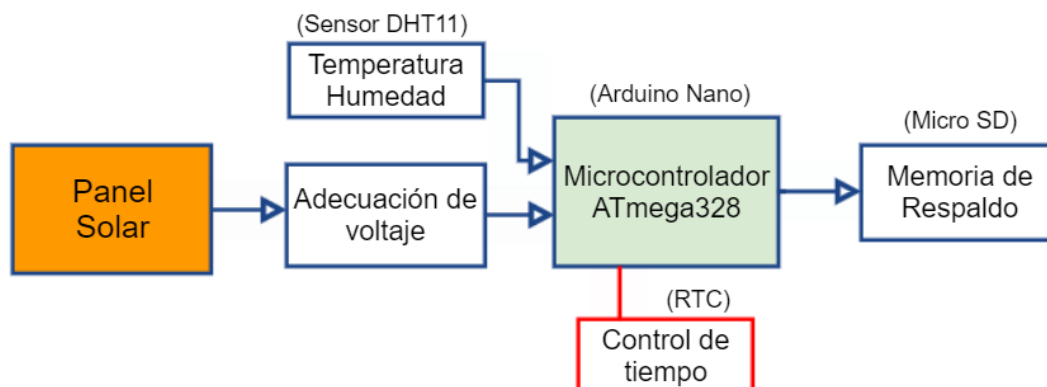 (Sensor DHT11)
Temperatura
Humedad
(Arduino Nano)
(Micro SD)
Panel
Solar
Adecuación de
voltaje
Microcontrolador
ATmega328
Memoria de
Respaldo
(RTC)
Control de
tiempo